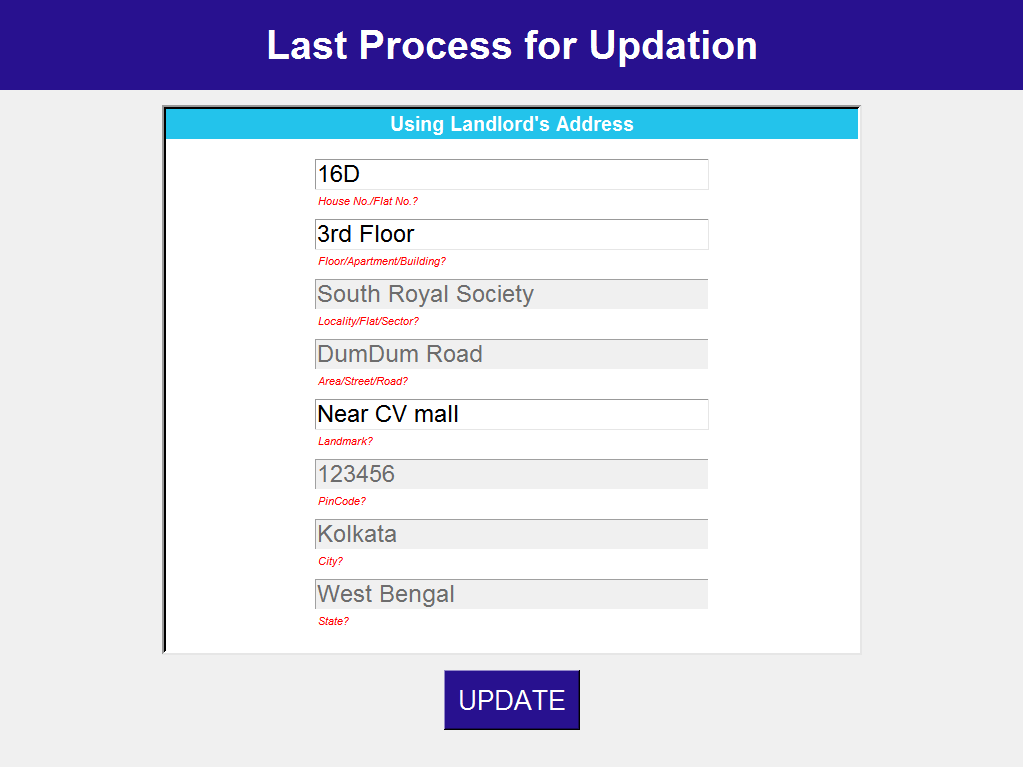 Last Process for Updation
Using Landlord's Address
16D
House No./Flat No.?
3rd Floor
Floor/Apartment/Building?
South Royal Society
Locality/Flat/Sector?
DumDum Road
Area/Street/Road?
Near CV mall
Landmark?
123456
PinCode?
Kolkata
City?
West Bengal
State?
UPDATE